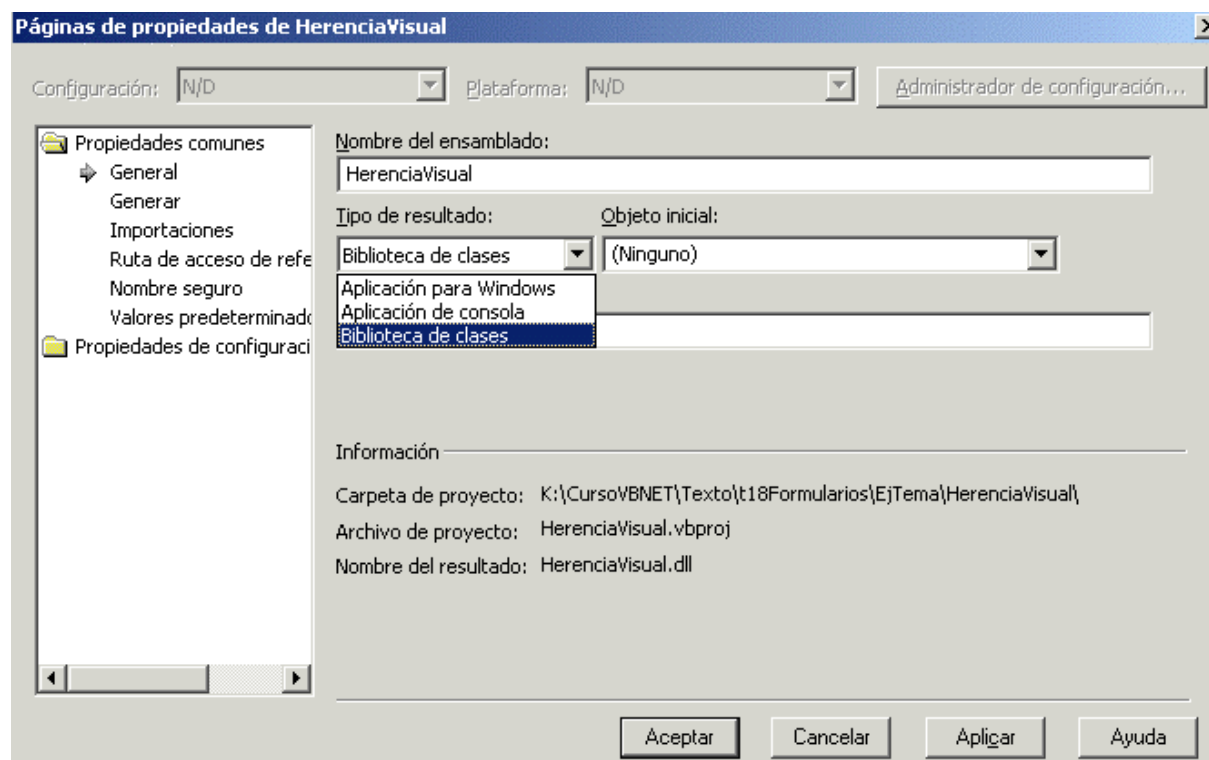 Páginas de propiedades de HerenciaVisual
Configuración: N/D Plataforma: N/D Administrador de configuración...
Propiedades comunes
General
Generar
Importaciones
Ruta de acceso de refe
Nombre seguro
Valores predeterminado
Propiedades de configuraci
Nombre del ensamblado:
HerenciaVisual
Tipo de resultado: Objeto inicial:
Biblioteca de clases (Ninguno)
Aplicación para Windows
Aplicación de consola
Biblioteca de clases
Información
Carpeta de proyecto: K:\CursoVBNET\Texto\t18Formularios\EjTema\HerenciaVisual\
Archivo de proyecto: HerenciaVisual.vbproj
Nombre del resultado: HerenciaVisual.dll
Aceptar Cancelar Aplicar Ayuda